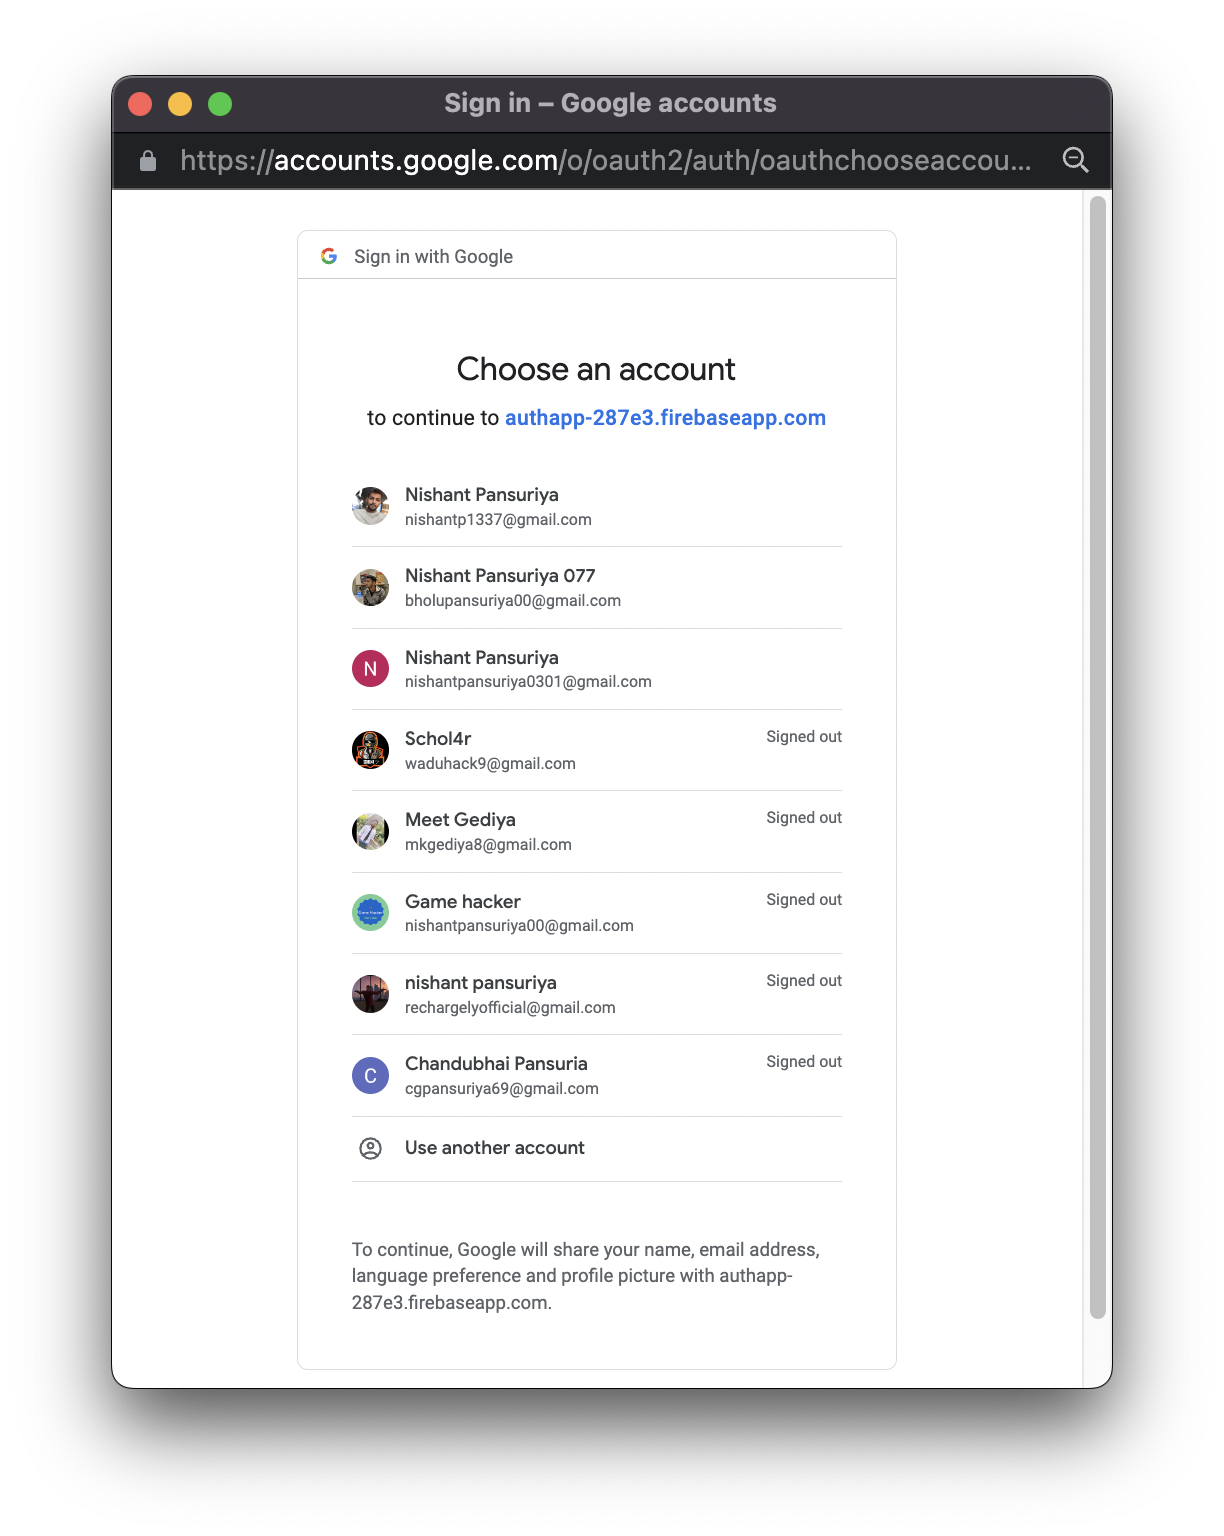 Sign in – Google accounts
https://accounts.google.com/o/oauth2/auth/oauthchooseaccou...
Sign in with Google
Choose an account
to continue to authapp-287e3.firebaseapp.com
Nishant Pansuriya
nishantp1337@gmail.com
Nishant Pansuriya 077
bholupansuriya00@gmail.com
N
Nishant Pansuriya
nishantpansuriya0301@gmail.com
Schol4r
Signed out
waduhack9@gmail.com
Meet Gediya
Signed out
mkgediya8@gmail.com
Game hacker
Signed out
nishantpansuriya00@gmail.com
nishant pansuriya
Signed out
rechargelyofficial@gmail.com
C
Chandubhai Pansuria
Signed out
cgpansuriya69@gmail.com
Use another account
To continue, Google will share your name, email address,
language preference and profile picture with authapp-
287e3.firebaseapp.com.